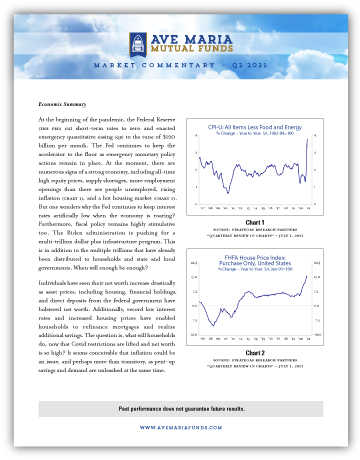 AVE MARIA
MUTUAL FUNDS
MARKET COMMENTARY – Q2 2021
Economic Summary
At the beginning of the pandemic, the Federal Reserve
(FED) cut short-term rates to zero and enacted
emergency quantitative easing (QE) to the tune of $120
billion per month. The Fed continues to keep the
accelerator to the floor as emergency monetary policy
actions remain in place. At the moment, there are
numerous signs of a strong economy, including all-time
high equity prices, supply shortages, more employment
openings than there are people unemployed, rising
inflation (CHART 1), and a hot housing market (CHART 2).
But one wonders why the Fed continues to keep interest
rates artificially low when the economy is roaring?
Furthermore, fiscal policy remains highly stimulative
too. The Biden administration is pushing for a
multi-trillion dollar plus infrastructure program. This
is in addition to the multiple trillions that have already
been distributed to households and state and local
governments. When will enough be enough?
Individuals have seen their net worth increase drastically
as asset prices, including housing, financial holdings,
and direct deposits from the federal government have
bolstered net worth. Additionally, record low interest
rates and increased housing prices have enabled
households to refinance mortgages and realize
additional savings. The question is, what will households
do, now that Covid restrictions are lifted and net worth
is so high? It seems conceivable that inflation could be
an issue, and perhaps more than transitory, as pent-up
savings and demand are unleashed at the same time.
CPI-U: All Items Less Food and Energy
% Change - Year to Year SA, 1982-84=100
Chart 1
SOURCE: STRATEGAS RESEARCH PARTNERS
"QUARTERLY REVIEW IN CHARTS" – JULY 1, 2021
FHFA House Price Index:
Purchase Only, United States
% Change - Year to Year SA, Jan-91=100
Chart 2
SOURCE: STRATEGAS RESEARCH PARTNERS
"QUARTERLY REVIEW IN CHARTS" – JULY 1, 2021
Past performance does not guarantee future results.
WWW.AVEMARIAFUNDS.COM